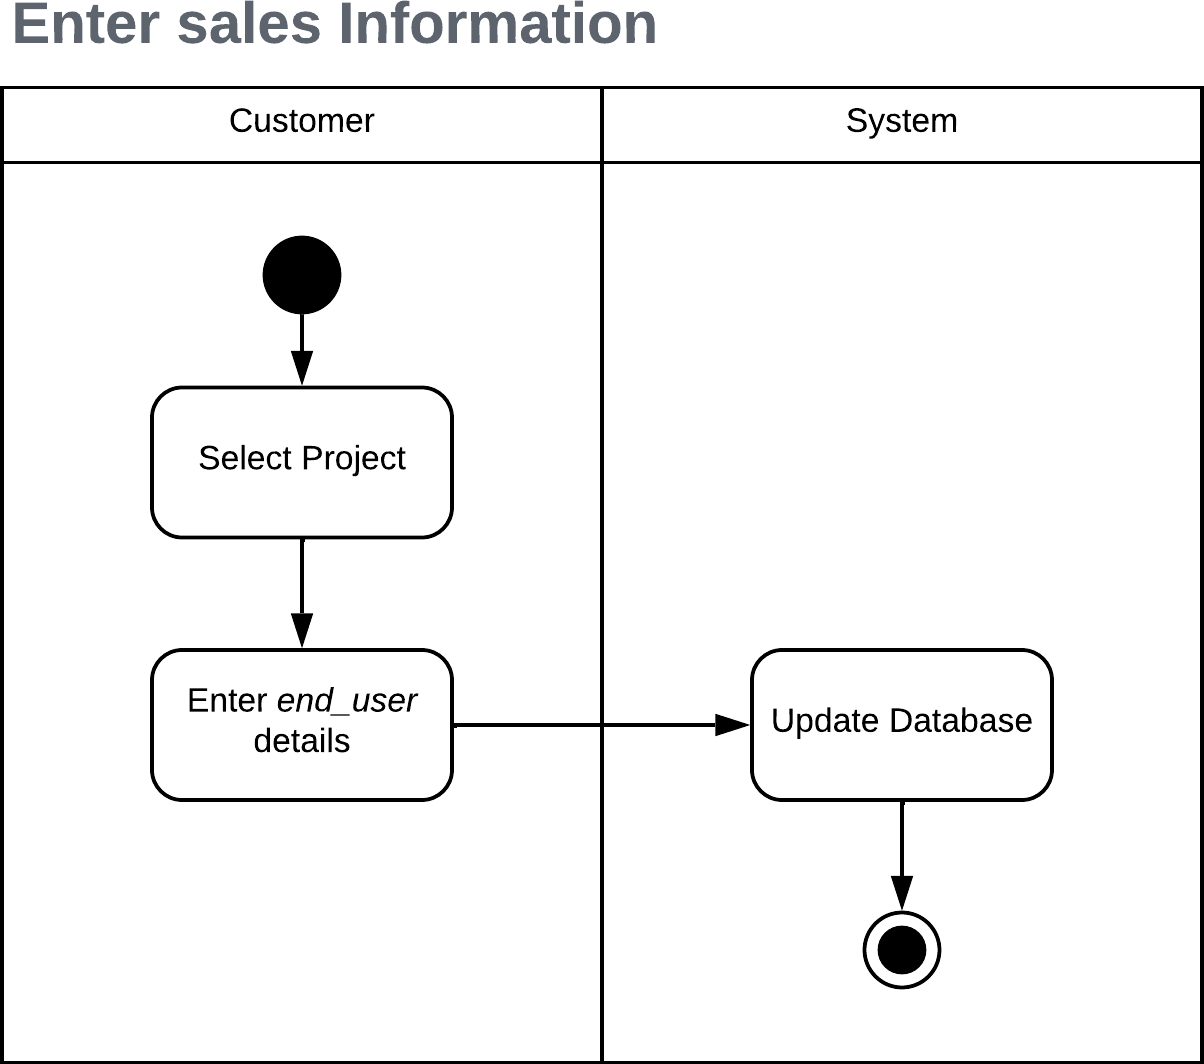 Enter sales Information
Customer
System
Select Project
Enter end_user
details
Update Database